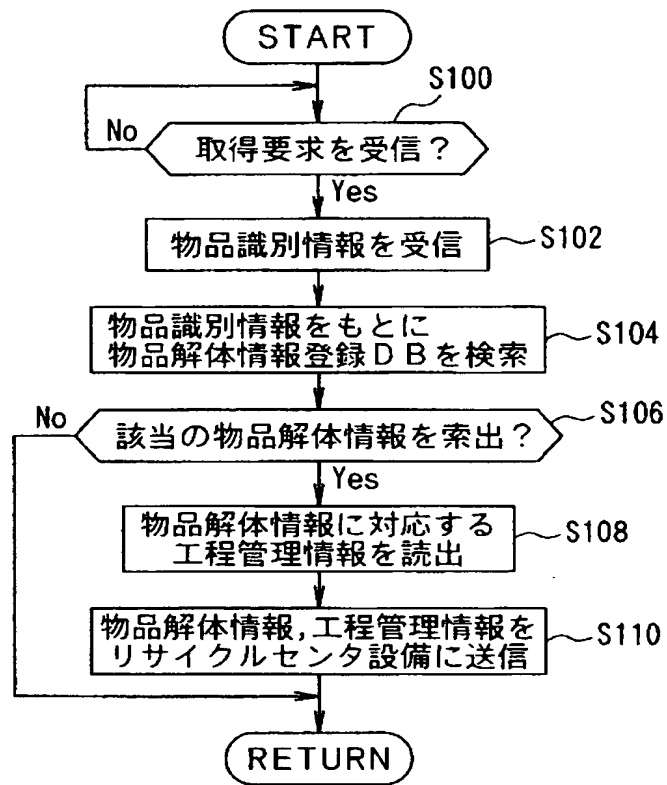 START
S100
No
取得要求を受信?
Yes
物品識別情報を受信
S102
物品識別情報をもとに
物品解体情報登録DBを検索
S104
No
S106
該当の物品解体情報を索出?
Yes
物品解体情報に対応する
工程管理情報を読出
S108
物品解体情報,工程管理情報を
リサイクルセンタ設備に送信
S110
RETURN